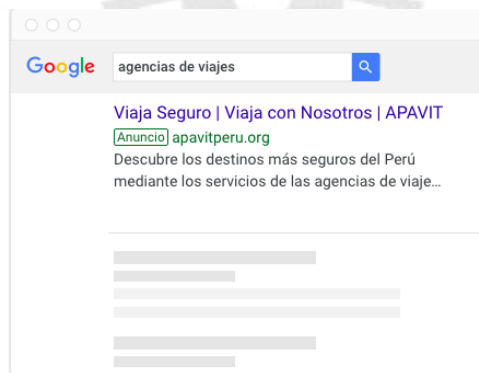 Google
agencias de viajes
Viaja Seguro | Viaja con Nosotros | APAVIT
Anuncio apavitperu.org
Descubre los destinos más seguros del Perú
mediante los servicios de las agencias de viaje…